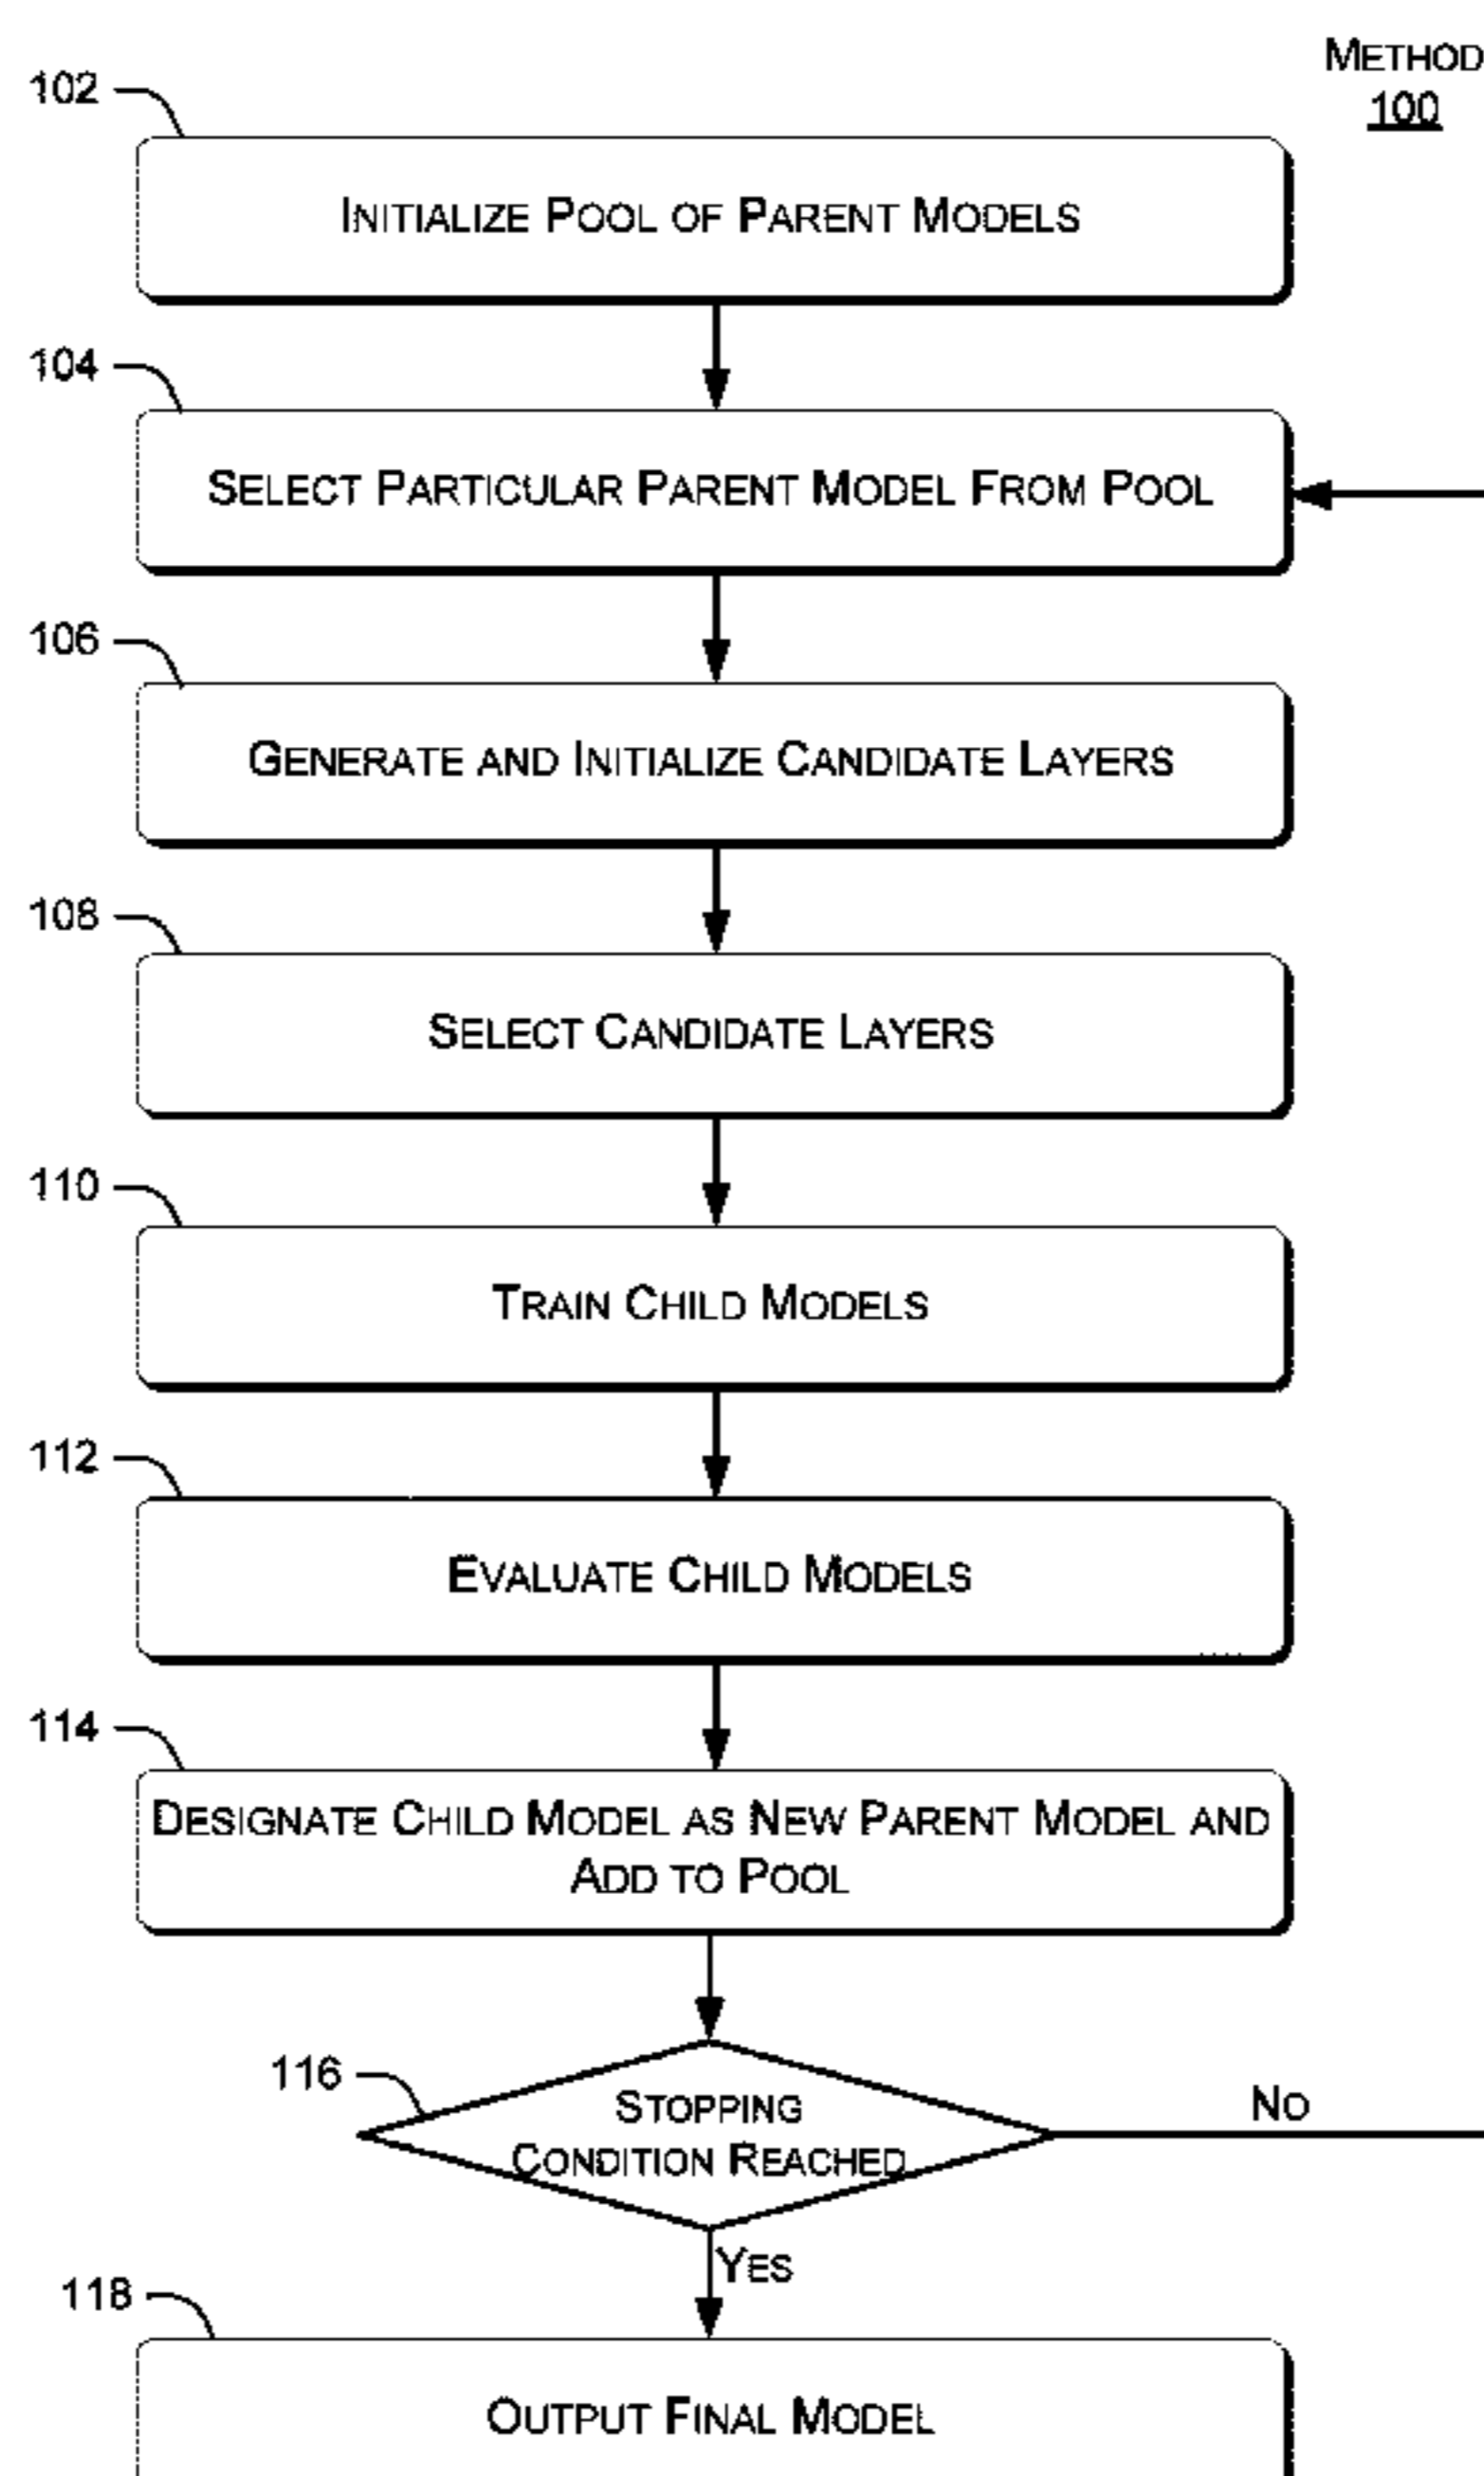 METHOD
100
102
INITIALIZE POOL OF PARENT MODELS
104
SELECT PARTICULAR PARENT MODEL FROM POOL
106
GENERATE AND INITIALIZE CANDIDATE LAYERS
108
SELECT CANDIDATE LAYERS
110
TRAIN CHILD MODELS
112
EVALUATE CHILD MODELS
114
DESIGNATE CHILD MODEL AS NEW PARENT MODEL AND
ADD TO POOL
116
STOPPING
CONDITION REACHED
NO
YES
118
OUTPUT FINAL MODEL